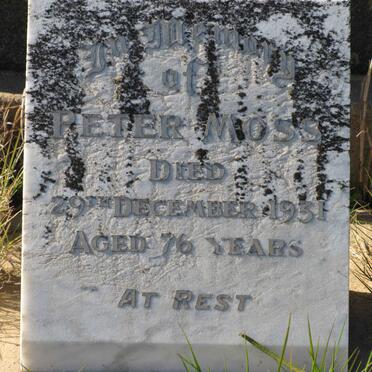 In Memory
of
PETER MOSS
DIED
29TH DECEMBER 1951
AGED 76 YEARS
AT REST